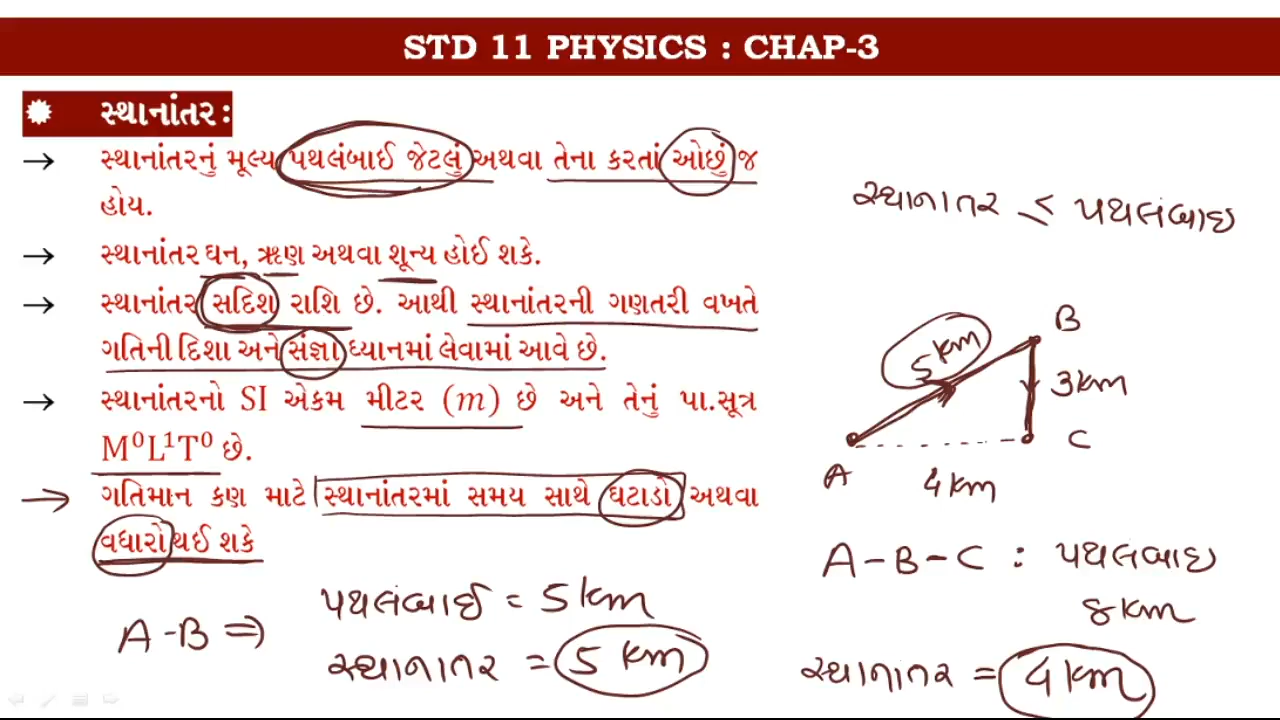 STD 11 PHYSICS : CHAP-3
સ્થાનાંતર :
→ સ્થાનાંતરનું મૂલ્ય પથલંબાઈ જેટલું અથવા તેના કરતાં ઓછું જ
હોય.
→ સ્થાનાંતર ઘન, ઋણ અથવા શૂન્ય હોઈ શકે.
→ સ્થાનાંતર સદિશ રાશિ છે. આથી સ્થાનાંતરની ગણતરી વખતે
ગતિની દિશા અને સંજ્ઞા ધ્યાનમાં લેવામાં આવે છે.
→ સ્થાનાંતરનો SI એકમ મીટર (m) છે અને તેનું પા.સૂત્ર
M⁰L¹T⁰ છે.
→ ગતિમાન કણ માટે સ્થાનાંતરમાં સમય સાથે ઘટાડો અથવા
વધારો થઈ શકે
A-B ⇒
પથલંબાઈ = 5 km
સ્થાનાતર = 5 km
સ્થાનાતર ≤ પથલંબાઇ
B
5 km
3 km
A
C
4 km
A-B-C : પથલંબાઇ
8 km
સ્થાનાતર = 4 km